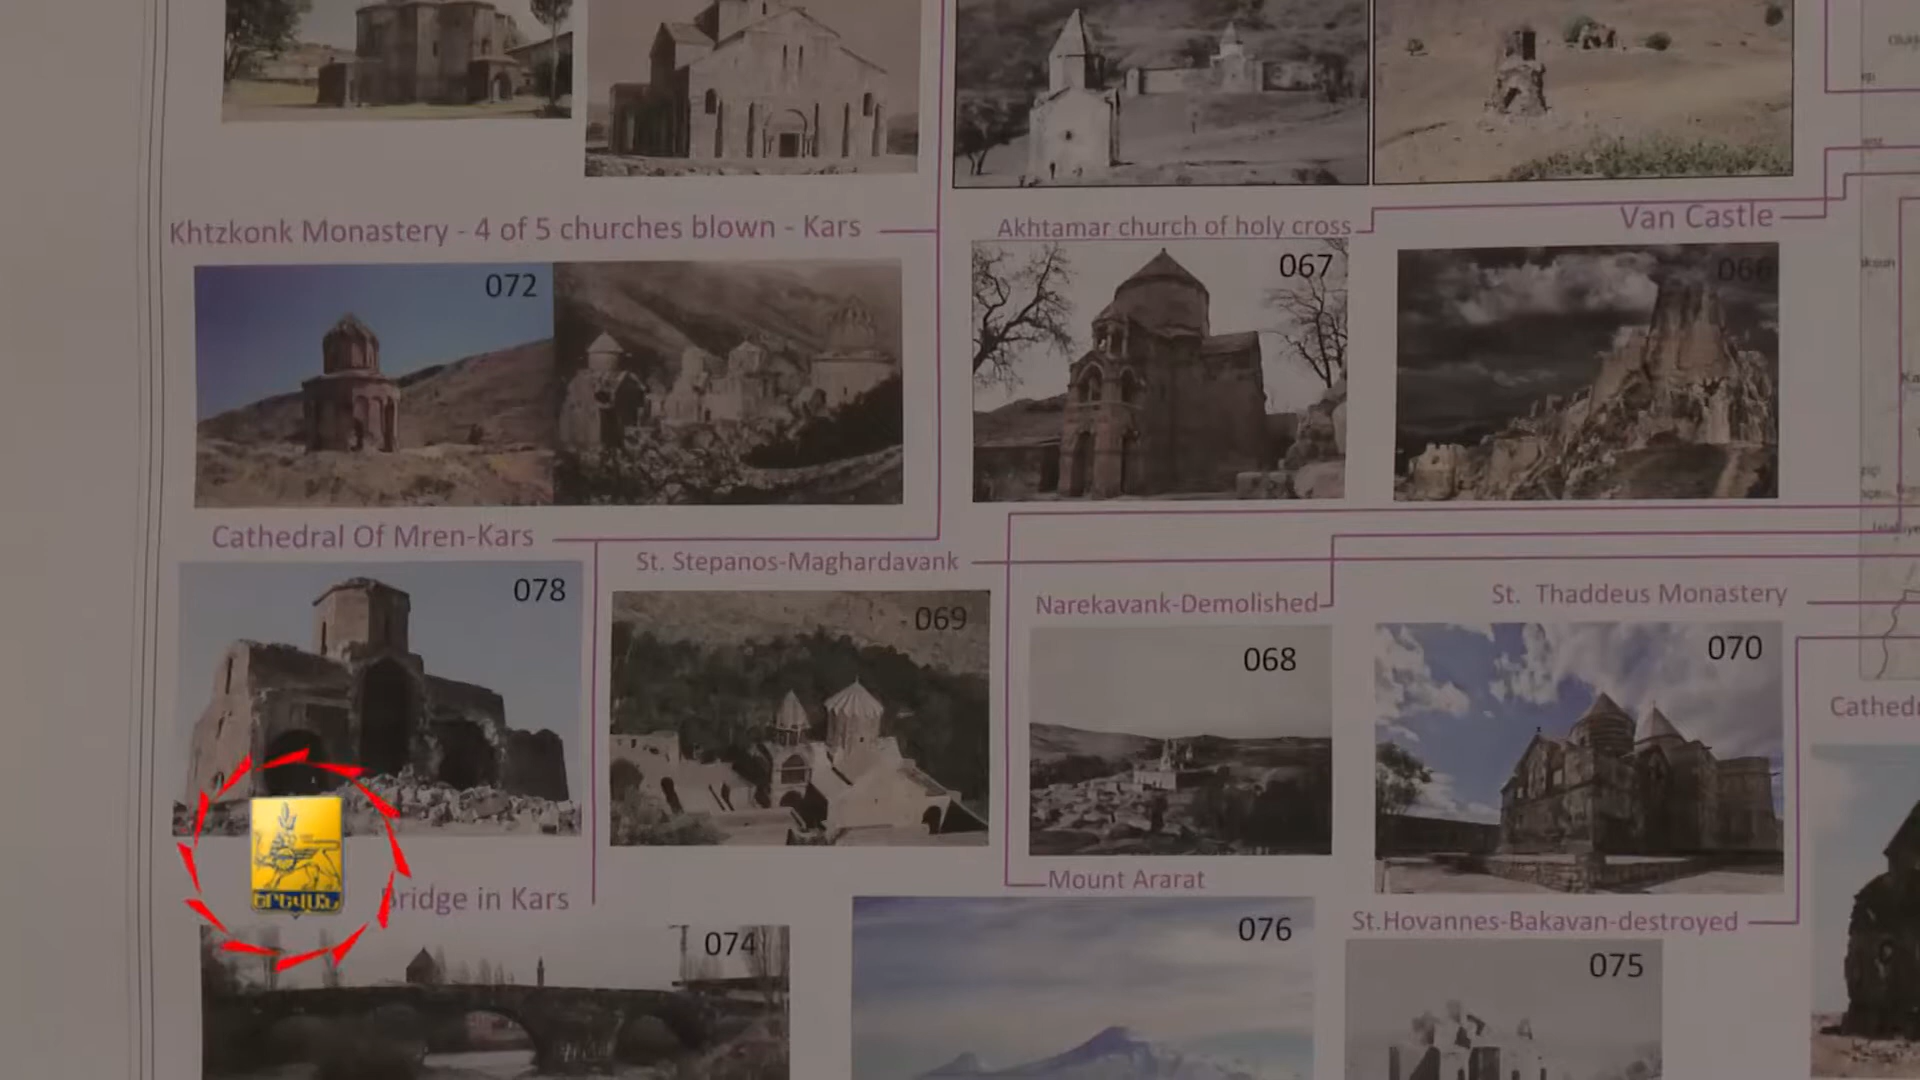 Khtzkonk Monastery - 4 of 5 churches blown - Kars
Akhtamar church of holy cross
Van Castle
072
067
066
Cathedral Of Mren-Kars
St. Stepanos-Maghardavank
Narekavank-Demolished
St. Thaddeus Monastery
078
069
068
070
ԵՐԵՎԱՆ
Bridge in Kars
Mount Ararat
St.Hovannes-Bakavan-destroyed
074
076
075